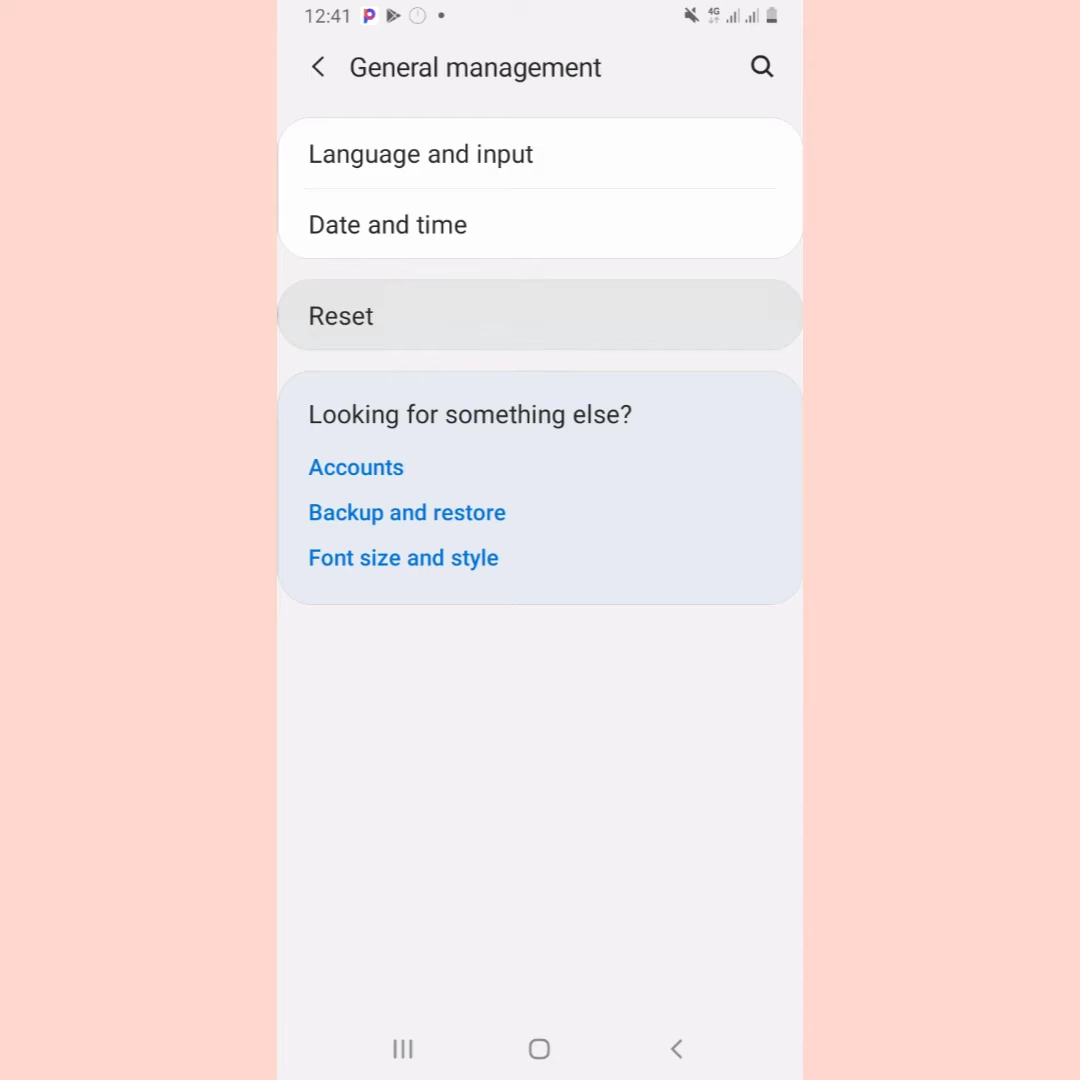 12:41 P 4G
General management
Language and input
Date and time
Reset
Looking for something else?
Accounts
Backup and restore
Font size and style